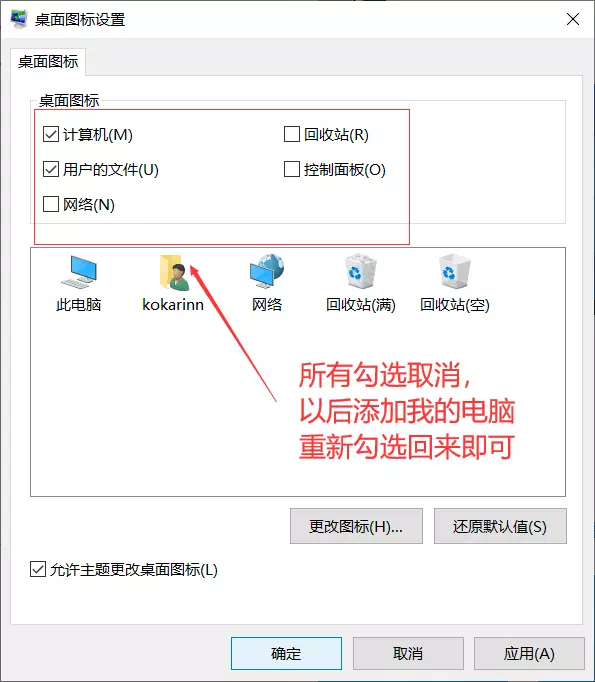 桌面图标设置
桌面图标
桌面图标
计算机(M)
回收站(R)
用户的文件(U)
控制面板(O)
网络(N)
此电脑
kokarinn
网络
回收站(满)
回收站(空)
所有勾选取消，
以后添加我的电脑
重新勾选回来即可
更改图标(H)...
还原默认值(S)
允许主题更改桌面图标(L)
确定
取消
应用(A)